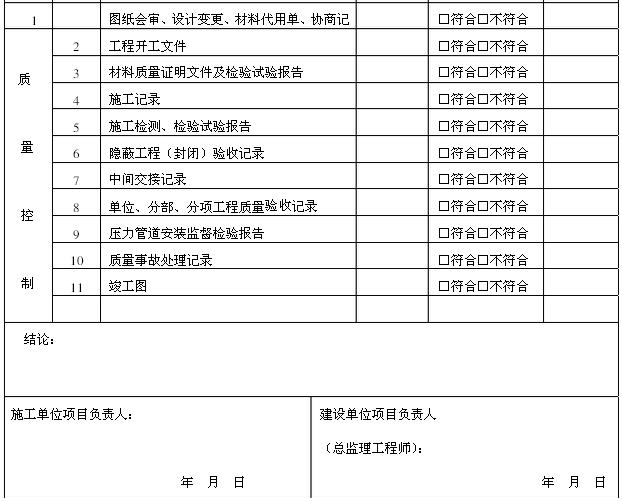 1 图纸会审、设计变更、材料代用单、协商记 □符合□不符合
2 工程开工文件 □符合□不符合
3 材料质量证明文件及检验试验报告 □符合□不符合
4 施工记录 □符合□不符合
5 施工检测、检验试验报告 □符合□不符合
6 隐蔽工程（封闭）验收记录 □符合□不符合
7 中间交接记录 □符合□不符合
8 单位、分部、分项工程质量验收记录 □符合□不符合
9 压力管道安装监督检验报告 □符合□不符合
10 质量事故处理记录 □符合□不符合
11 竣工图 □符合□不符合
质
量
控
制
结论：
施工单位项目负责人：
年 月 日
建设单位项目负责人
（总监理工程师）：
年 月 日